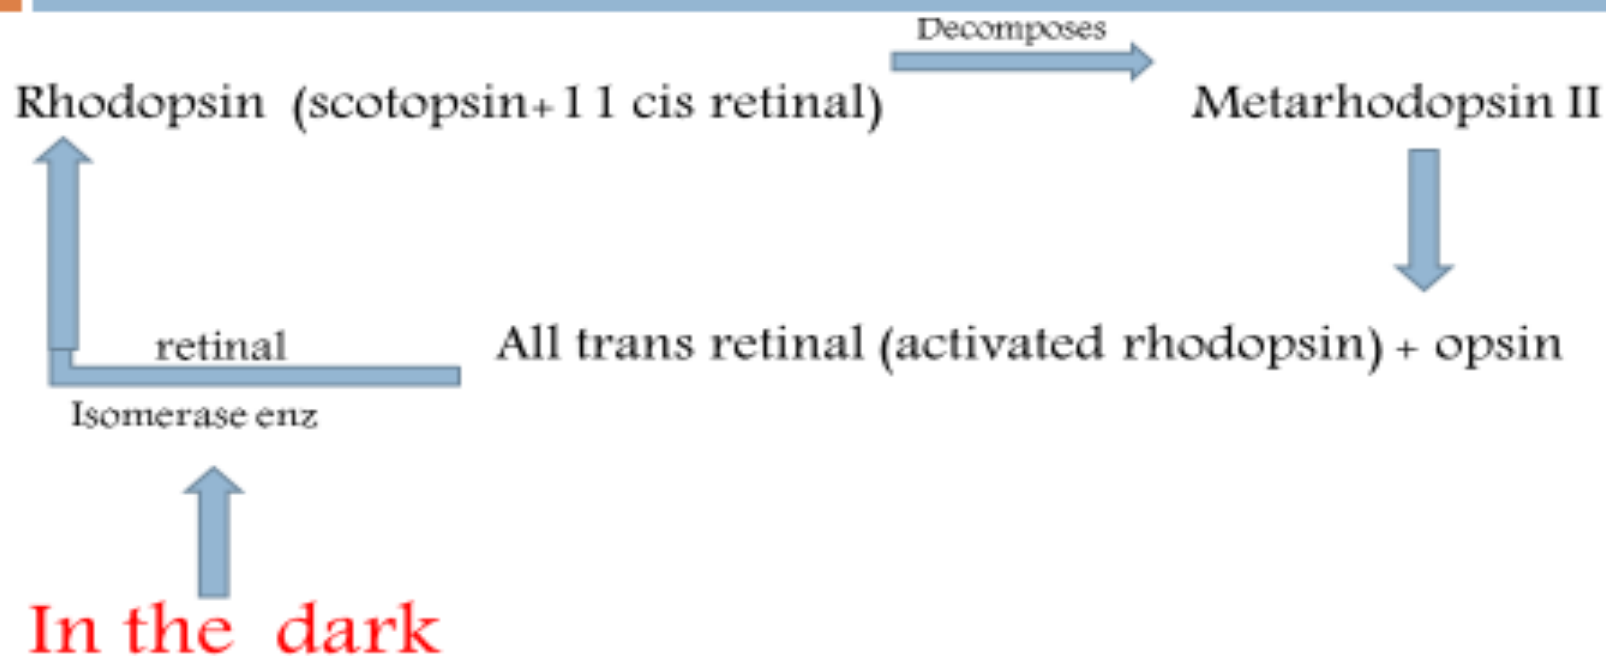 Decomposes
Rhodopsin (scotopsin+11 cis retinal)
Metarhodopsin II
retinal
All trans retinal (activated rhodopsin) + opsin
Isomerase enz
In the dark